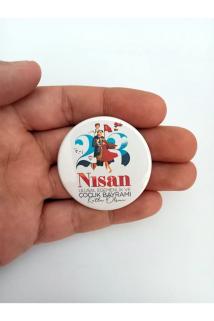 23
Nisan
ULUSAL EGEMENLİK VE
ÇOCUK BAYRAMI
Kutlu Olsun